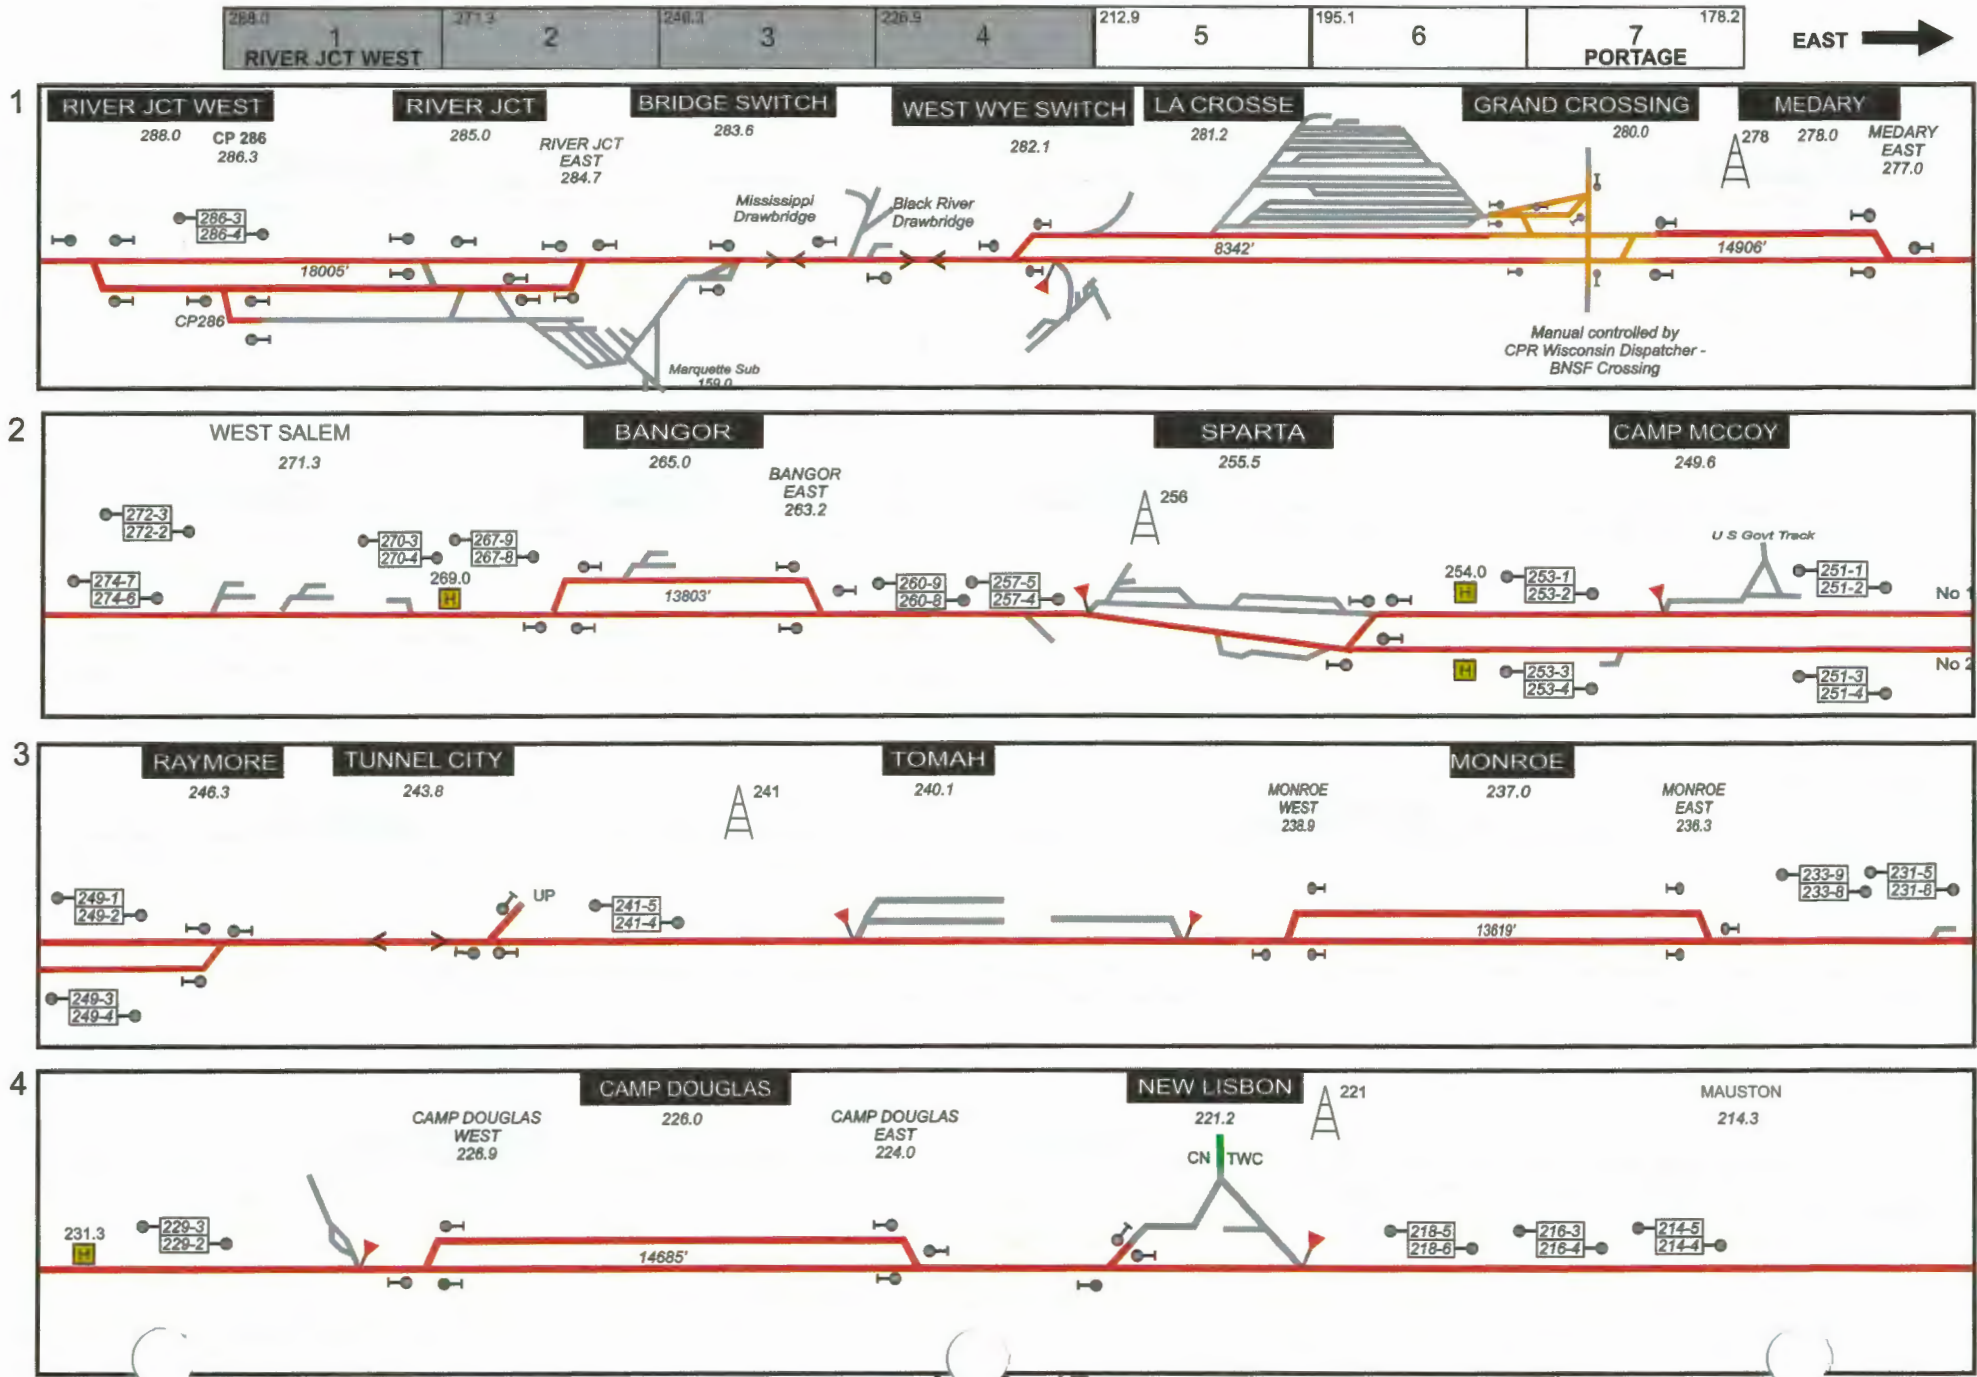 288.0 277.3 248.3 226.9 212.9 195.1 178.2
1 2 3 4 5 6 7
RIVER JCT WEST PORTAGE
EAST
1
RIVER JCT WEST
288.0
CP 286
286.3
RIVER JCT
285.0
RIVER JCT
EAST
284.7
BRIDGE SWITCH
283.6
WEST WYE SWITCH
282.1
LA CROSSE
281.2
GRAND CROSSING
280.0
278
MEDARY
278.0
MEDARY
EAST
277.0
286-3
286-4
18005'
CP286
Mississippi
Drawbridge
Black River
Drawbridge
Marquette Sub
159.0
8342'
14906'
Manual controlled by
CPR Wisconsin Dispatcher -
BNSF Crossing
2
WEST SALEM
271.3
BANGOR
265.0
BANGOR
EAST
263.2
SPARTA
255.5
256
CAMP MCCOY
249.6
272-3
272-2
274-7
274-6
270-3
270-4
267-9
267-8
269.0
H
13803'
260-9
260-8
257-5
257-4
254.0
H
H
253-1
253-2
253-3
253-4
U S Govt Track
251-1
251-2
251-3
251-4
No 1
No 2
3
RAYMORE
246.3
TUNNEL CITY
243.8
241
TOMAH
240.1
MONROE
WEST
238.9
MONROE
237.0
MONROE
EAST
236.3
249-1
249-2
249-3
249-4
UP
241-5
241-4
13619'
233-9
233-8
231-5
231-6
4
CAMP DOUGLAS
WEST
226.9
CAMP DOUGLAS
226.0
CAMP DOUGLAS
EAST
224.0
NEW LISBON
221.2
221
MAUSTON
214.3
CN TWC
231.3
H
229-3
229-2
14685'
218-5
218-6
216-3
216-4
214-5
214-4